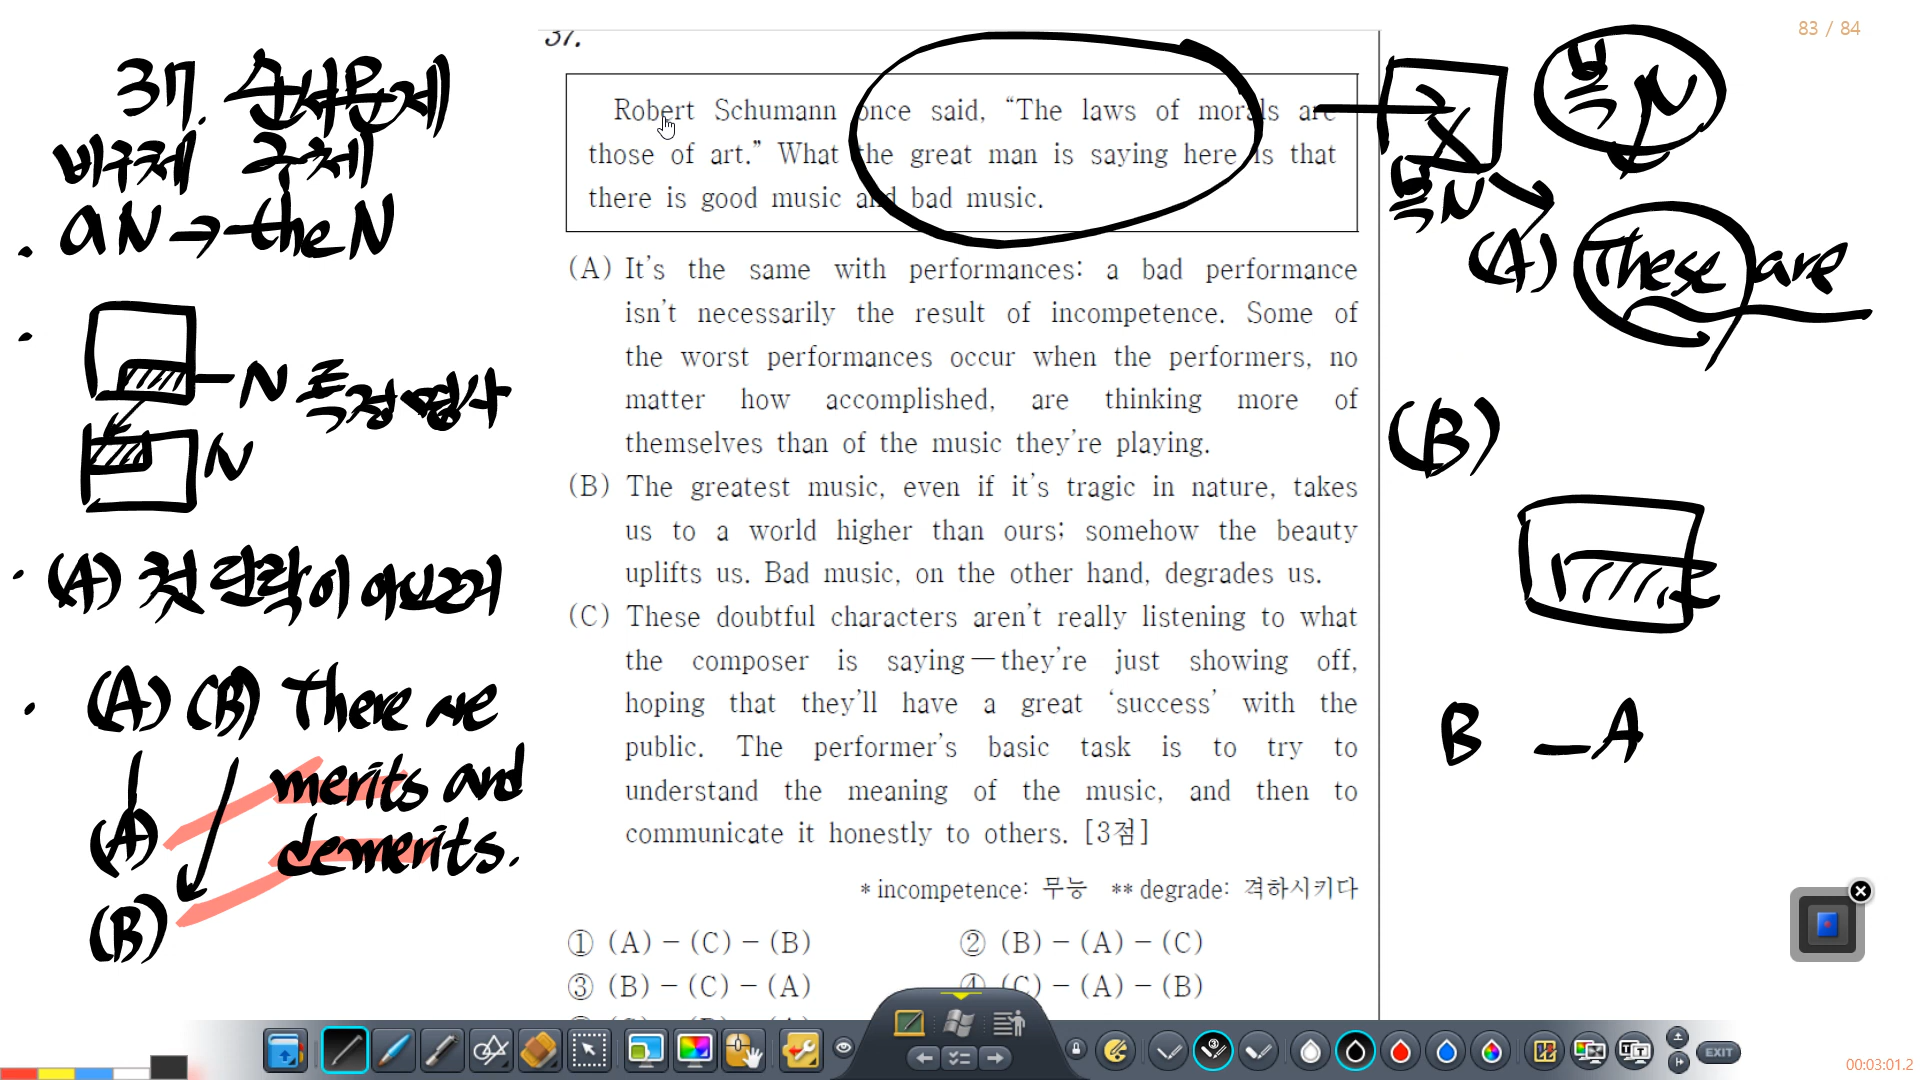 83 / 84
37. 순서문제
비구체 구체
· a N → the N
· N 특정명사
N
· (A) 첫 단락이 아닌거
· (A) (B) There are
merits and
demerits.
(A)
(B)
37.
Robert Schumann once said, “The laws of morals are
those of art.” What the great man is saying here is that
there is good music and bad music.
(A) It’s the same with performances: a bad performance
isn’t necessarily the result of incompetence. Some of
the worst performances occur when the performers, no
matter how accomplished, are thinking more of
themselves than of the music they’re playing.
(B) The greatest music, even if it’s tragic in nature, takes
us to a world higher than ours; somehow the beauty
uplifts us. Bad music, on the other hand, degrades us.
(C) These doubtful characters aren’t really listening to what
the composer is saying—they’re just showing off,
hoping that they’ll have a great ‘success’ with the
public. The performer’s basic task is to try to
understand the meaning of the music, and then to
communicate it honestly to others. [3점]
* incompetence: 무능 ** degrade: 격하시키다
① (A)-(C)-(B) ② (B)-(A)-(C)
③ (B)-(C)-(A) ④ (C)-(A)-(B)
X 복N
복N
(A) These are
(B)
B - A
EXIT
00:03:01.2